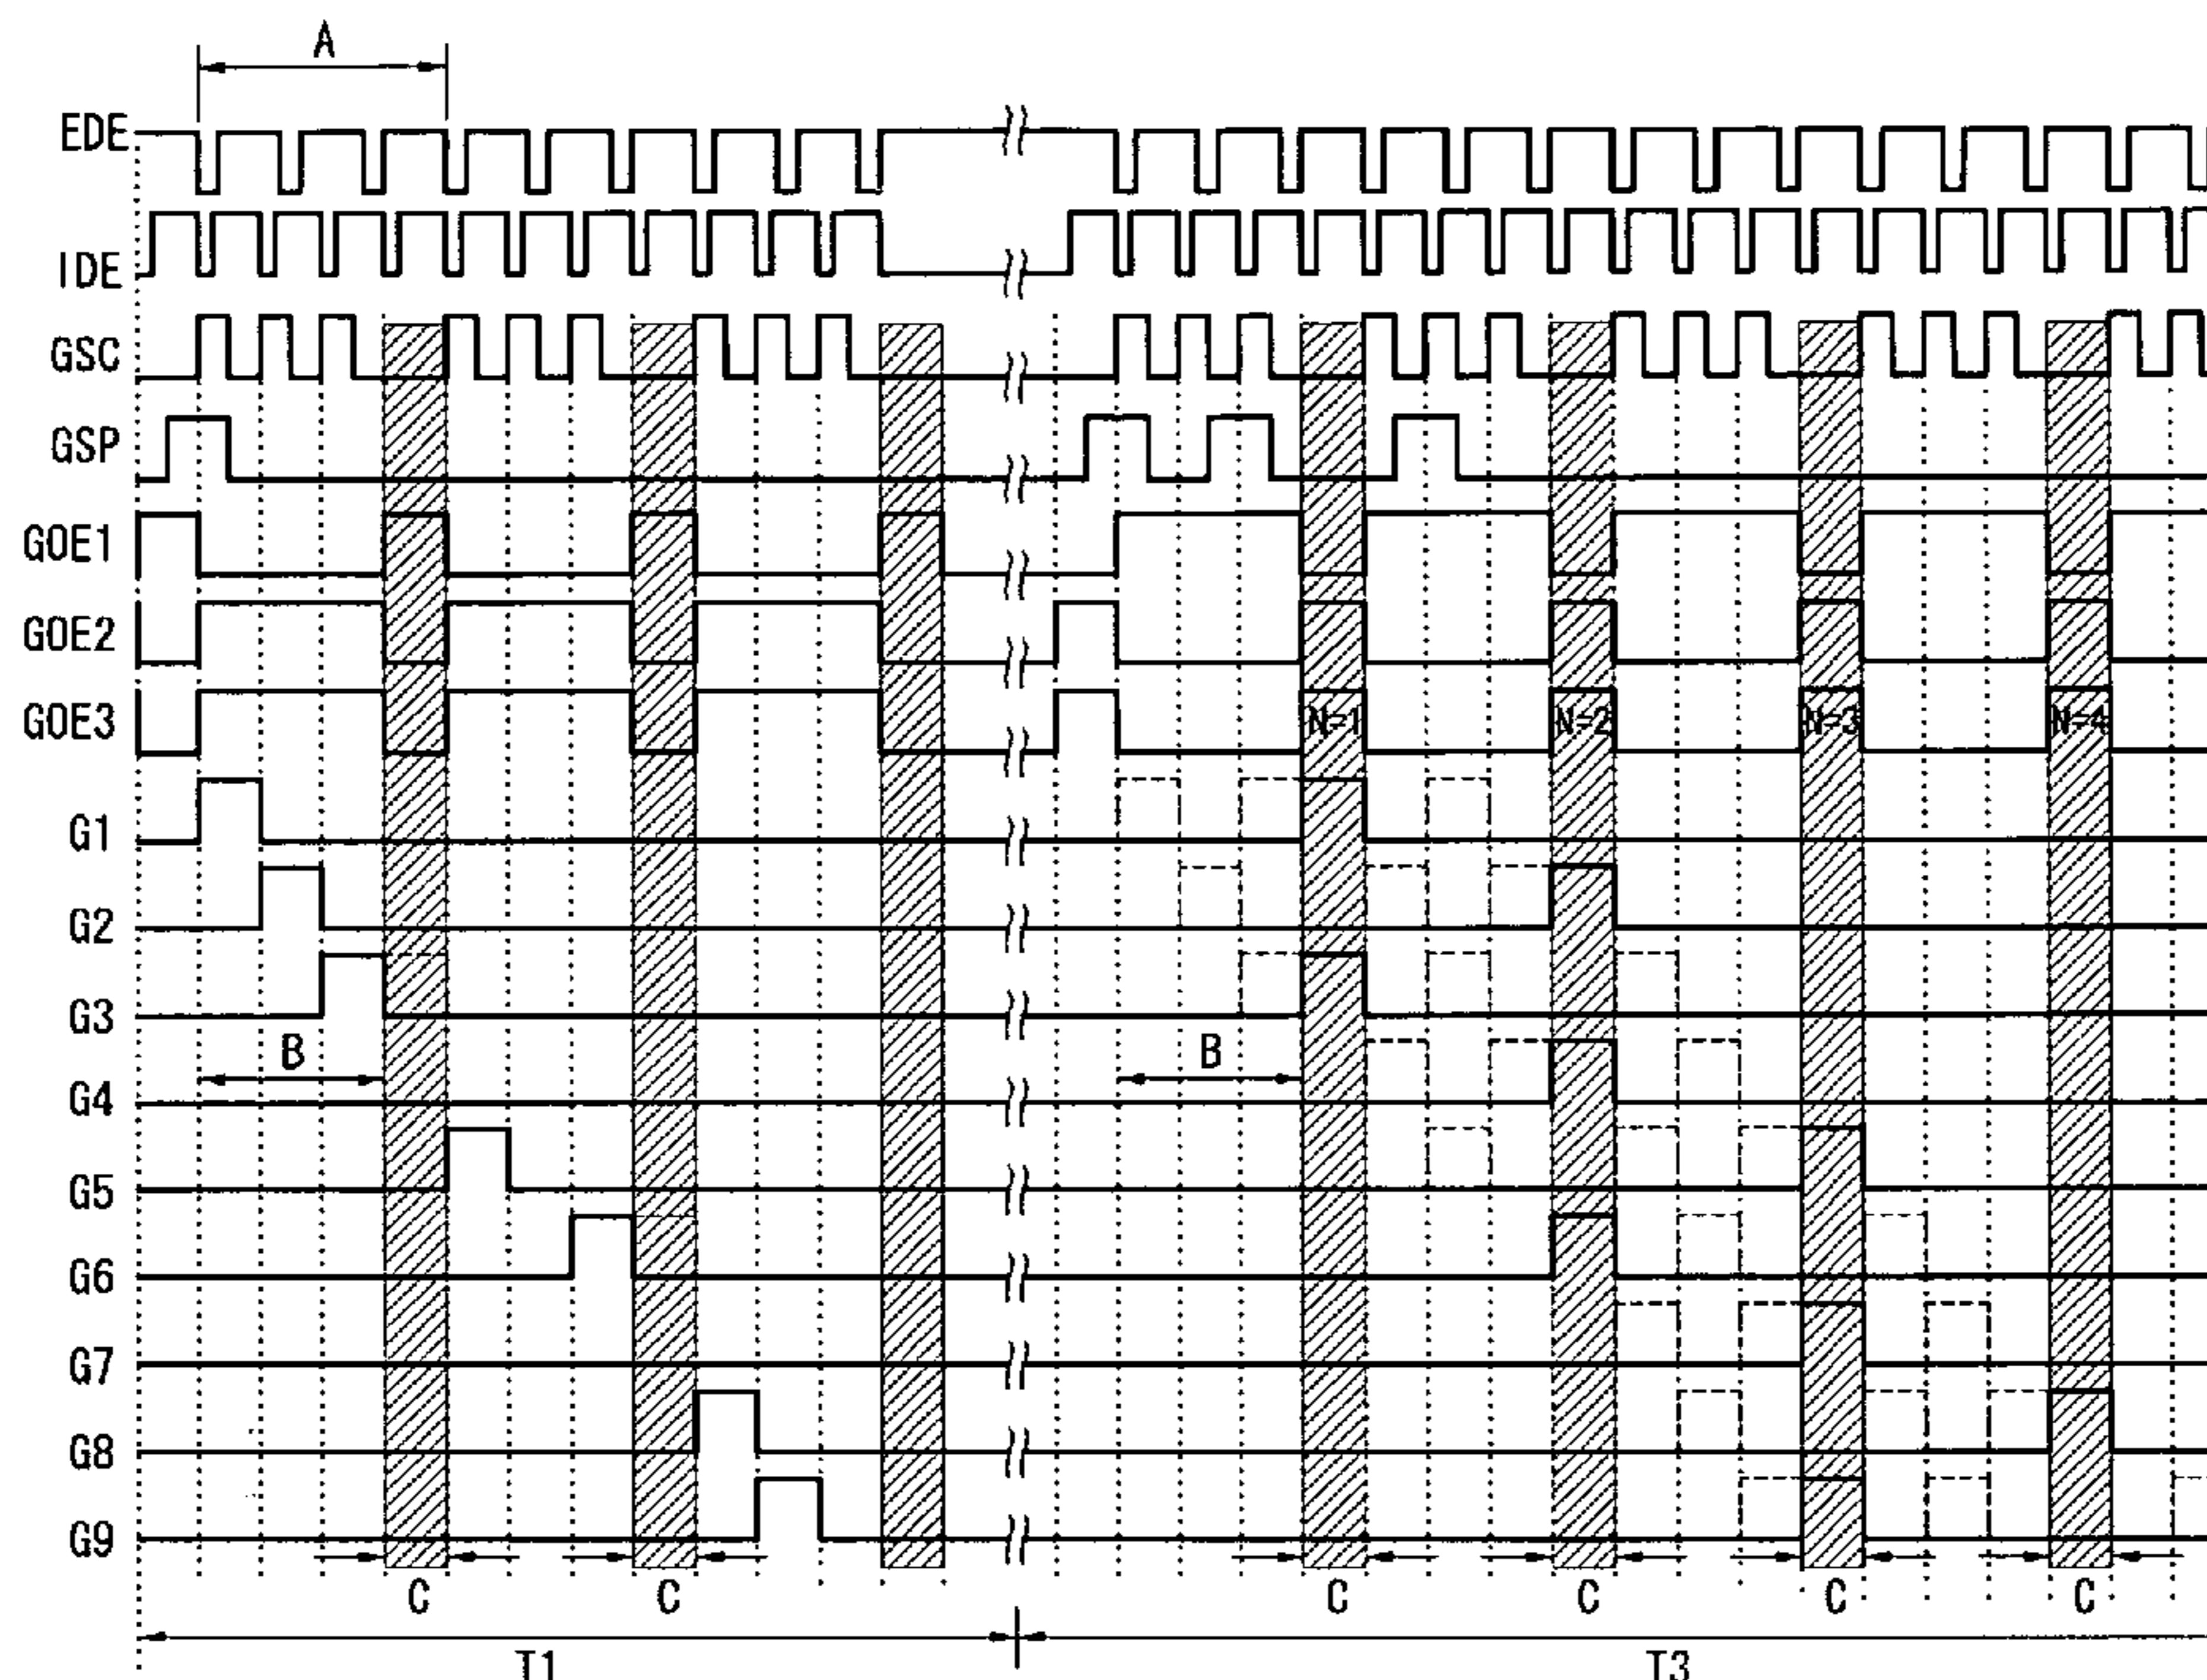 A
EDE
IDE
GSC
GSP
GOE1
GOE2
GOE3
N=1 N=2 N=3 N=4
G1
G2
G3
B B
G4
G5
G6
G7
G8
G9
C C C C C C
T1 T3